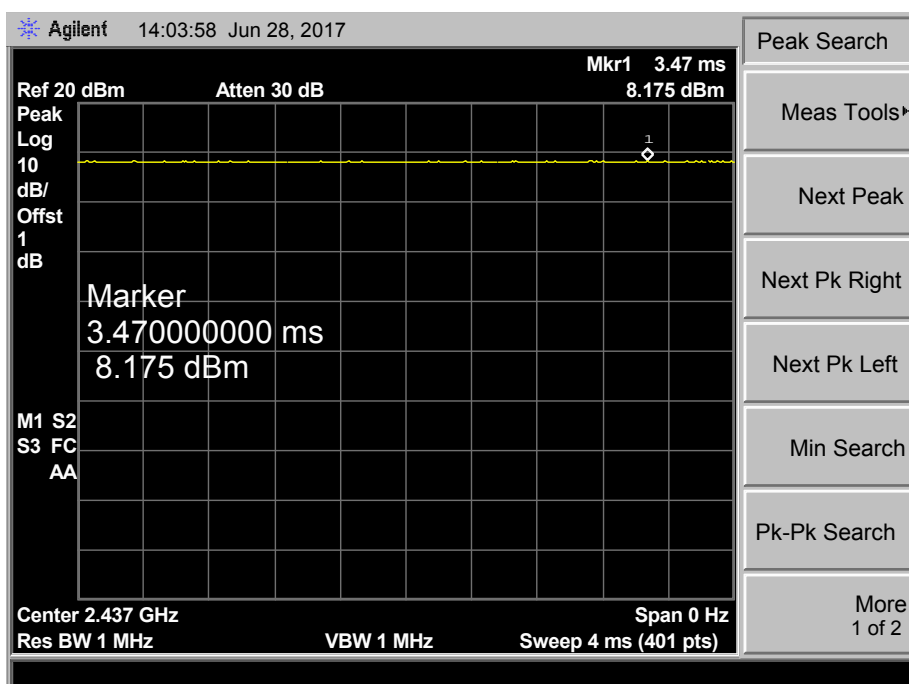 Agilent 14:03:58 Jun 28, 2017
Mkr1 3.47 ms
Ref 20 dBm Atten 30 dB 8.175 dBm
Peak
Log
10
dB/
Offst
1
dB
1
Marker
3.470000000 ms
8.175 dBm
M1 S2
S3 FC
AA
Center 2.437 GHz Span 0 Hz
Res BW 1 MHz VBW 1 MHz Sweep 4 ms (401 pts)
Peak Search
Meas Tools
Next Peak
Next Pk Right
Next Pk Left
Min Search
Pk-Pk Search
More
1 of 2